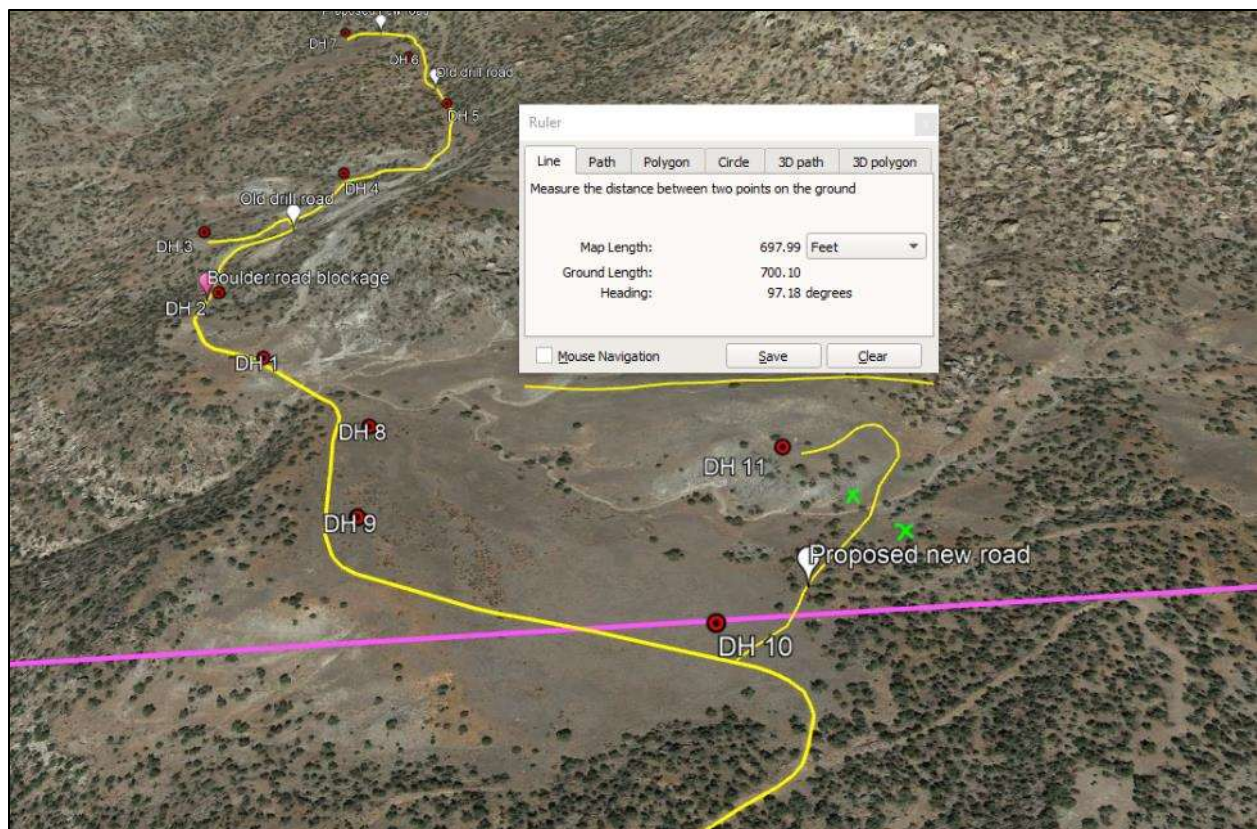 Proposed new road
DH 7
DH 6
Old drill road
DH 5
DH 4
Old drill road
DH 3
Boulder road blockage
DH 2
DH 1
DH 8
DH 9
DH 11
Proposed new road
DH 10
Ruler
Line Path Polygon Circle 3D path 3D polygon
Measure the distance between two points on the ground
Map Length: 697.99 Feet
Ground Length: 700.10
Heading: 97.18 degrees
Mouse Navigation Save Clear